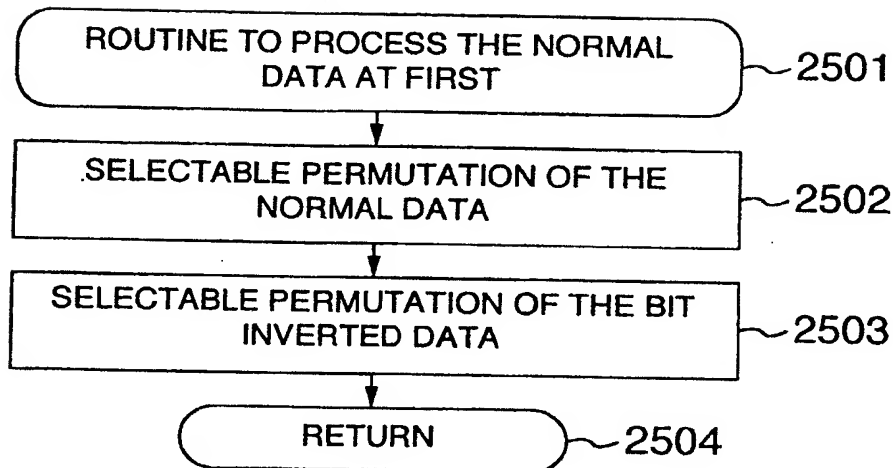 ROUTINE TO PROCESS THE NORMAL
DATA AT FIRST
2501
SELECTABLE PERMUTATION OF THE
NORMAL DATA
2502
SELECTABLE PERMUTATION OF THE BIT
INVERTED DATA
2503
RETURN
2504